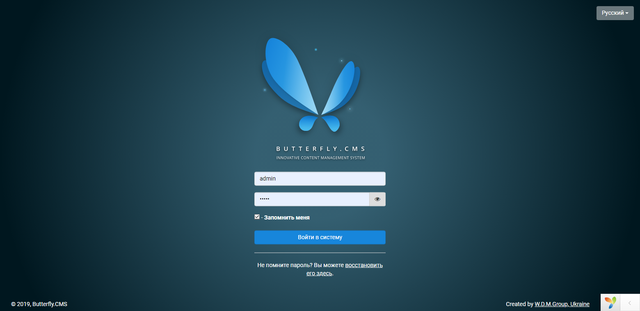 Русский
BUTTERFLY.CMS
INNOVATIVE CONTENT MANAGEMENT SYSTEM
admin
•••••
- Запомнить меня
Войти в систему
Не помните пароль? Вы можете восстановить
его здесь.
© 2019, Butterfly.CMS
Created by W.D.M.Group, Ukraine